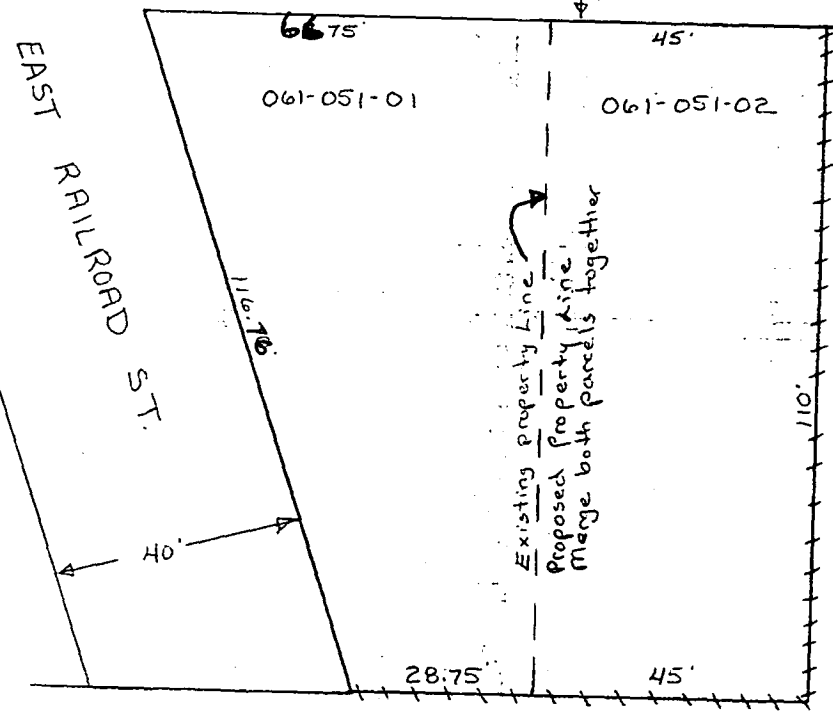 66.75'
45'
061-051-01
061-051-02
EAST RAILROAD ST.
116.76'
Existing property Line
Proposed Property Line.
Merge both parcels together
110'
40'
28.75'
45'